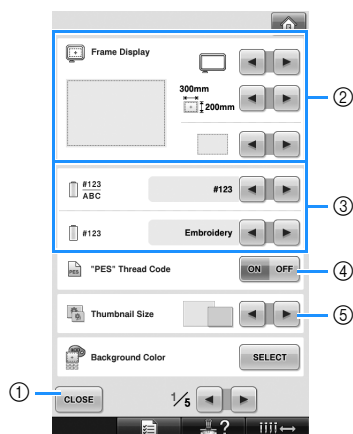 Frame Display
300mm
200mm
②
#123
ABC
#123
③
#123
Embroidery
PES
"PES" Thread Code
ON
OFF
④
Thumbnail Size
⑤
Background Color
SELECT
①
CLOSE
1/5
?